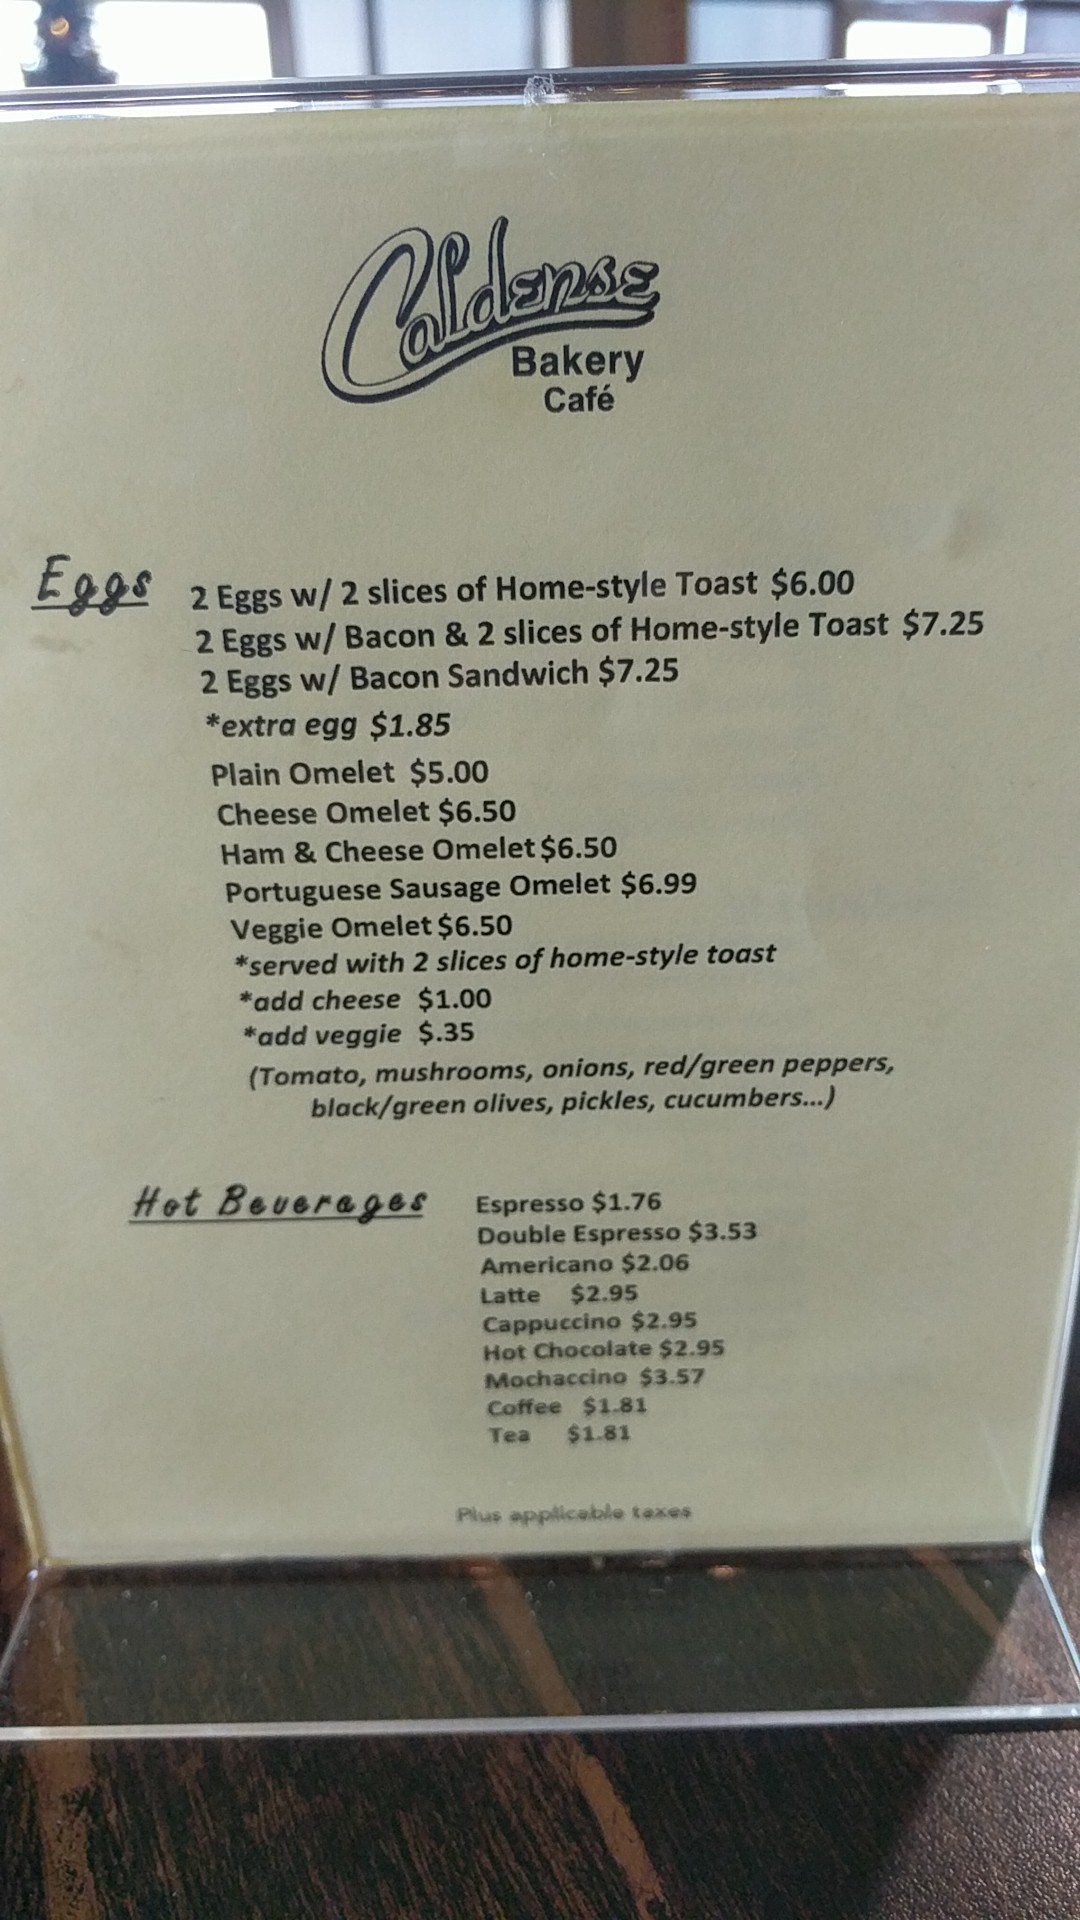 Caldense
Bakery
Café
Eggs
2 Eggs w/ 2 slices of Home-style Toast $6.00
2 Eggs w/ Bacon & 2 slices of Home-style Toast $7.25
2 Eggs w/ Bacon Sandwich $7.25
*extra egg $1.85
Plain Omelet $5.00
Cheese Omelet $6.50
Ham & Cheese Omelet $6.50
Portuguese Sausage Omelet $6.99
Veggie Omelet $6.50
*served with 2 slices of home-style toast
*add cheese $1.00
*add veggie $.35
(Tomato, mushrooms, onions, red/green peppers,
black/green olives, pickles, cucumbers...)
Hot Beverages
Espresso $1.76
Double Espresso $3.53
Americano $2.06
Latte $2.95
Cappuccino $2.95
Hot Chocolate $2.95
Mochaccino $3.57
Coffee $1.81
Tea $1.81
Plus applicable taxes